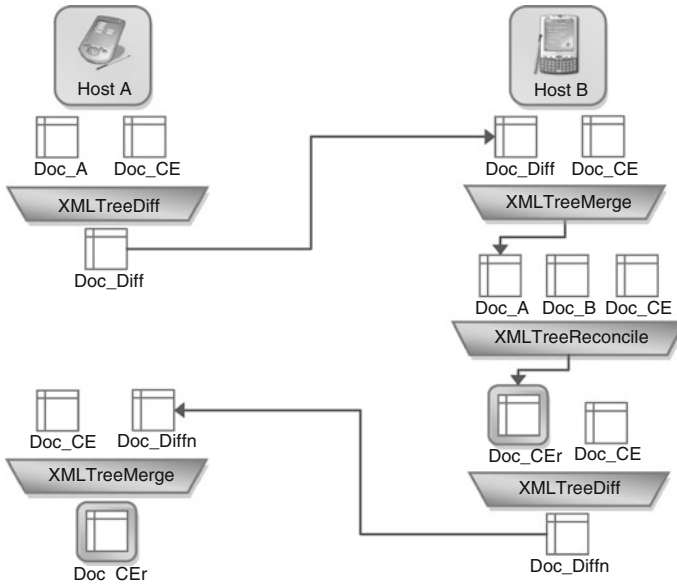 Host A
Host B
Doc_A Doc_CE
Doc_Diff Doc_CE
XMLTreeDiff
XMLTreeMerge
Doc_Diff
Doc_A Doc_B Doc_CE
XMLTreeReconcile
Doc_CE Doc_Diffn
Doc_CEr Doc_CE
XMLTreeMerge
XMLTreeDiff
Doc_CEr
Doc_Diffn